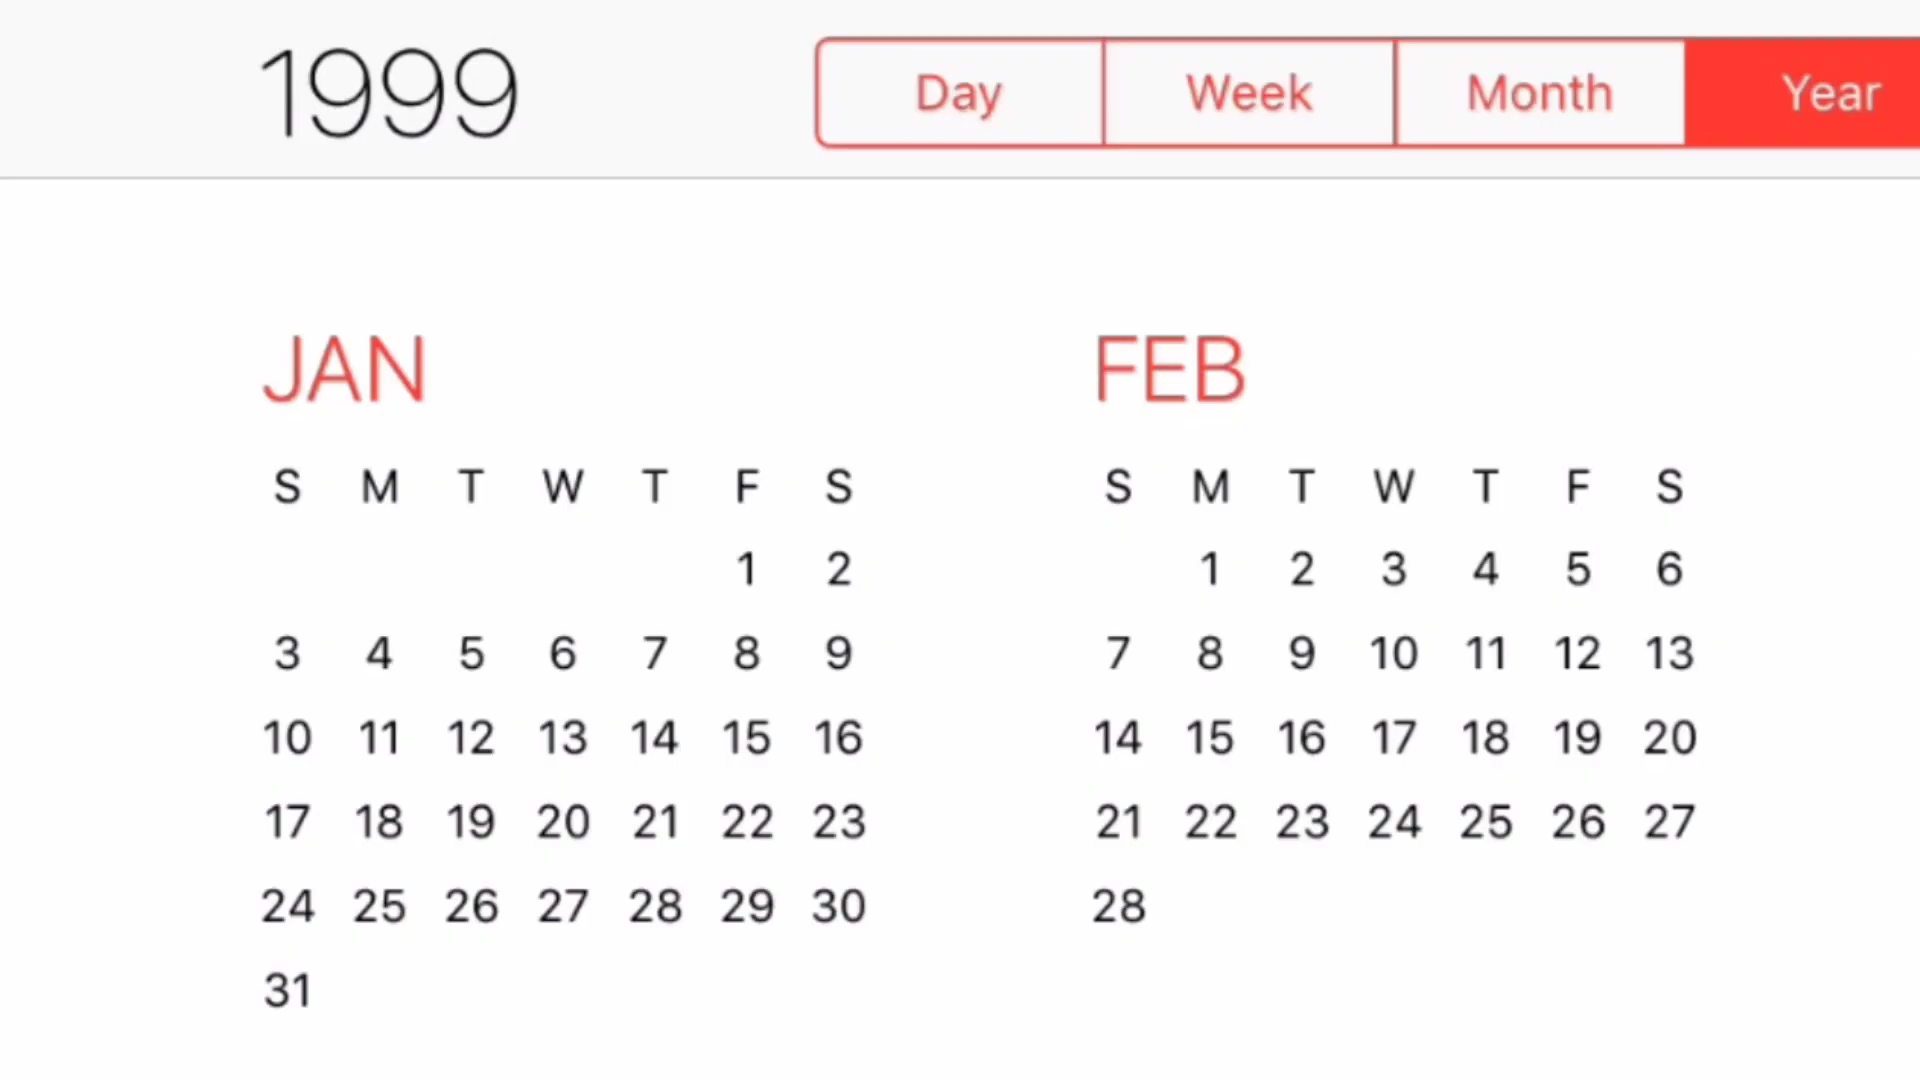 1999
Day Week Month Year
JAN
S M T W T F S
1 2
3 4 5 6 7 8 9
10 11 12 13 14 15 16
17 18 19 20 21 22 23
24 25 26 27 28 29 30
31
FEB
S M T W T F S
1 2 3 4 5 6
7 8 9 10 11 12 13
14 15 16 17 18 19 20
21 22 23 24 25 26 27
28